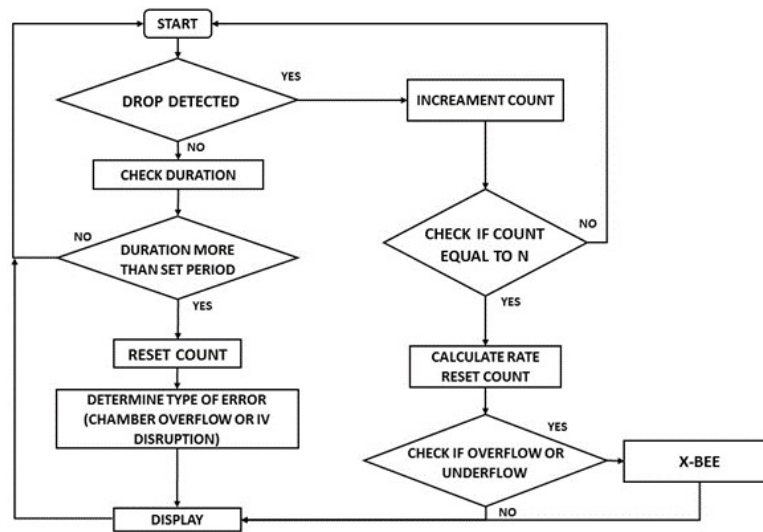 START
YES
DROP DETECTED
INCREAMENT COUNT
NO
CHECK DURATION
NO
DURATION MORE
THAN SET PERIOD
YES
CHECK IF COUNT
EQUAL TO N
NO
YES
RESET COUNT
CALCULATE RATE
RESET COUNT
DETERMINE TYPE OF ERROR
(CHAMBER OVERFLOW OR IV
DISRUPTION)
YES
CHECK IF OVERFLOW OR
UNDERFLOW
X-BEE
NO
DISPLAY